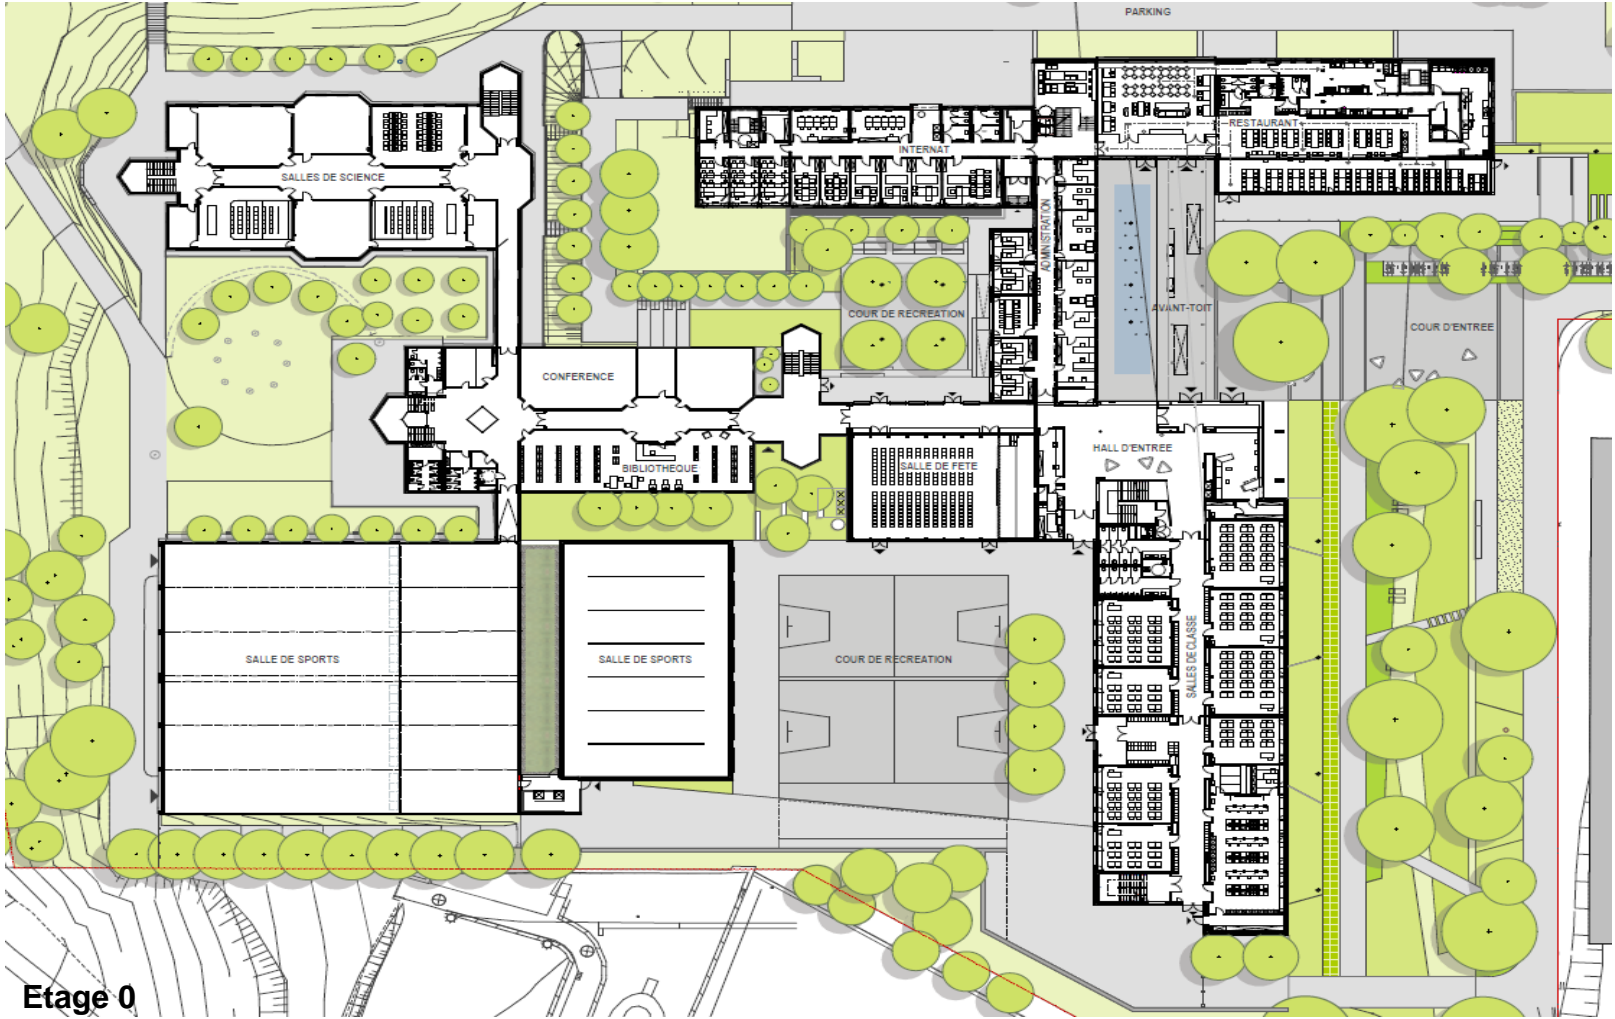 PARKING
RESTAURANT
INTERNAT
SALLES DE SCIENCE
ADMINISTRATION
AVANT-TOIT
COUR DE RECREATION
COUR D'ENTREE
CONFERENCE
HALL D'ENTREE
BIBLIOTHEQUE
SALLE DE FETE
SALLE DE SPORTS
SALLE DE SPORTS
COUR DE RECREATION
SALLES DE CLASSE
Etage 0